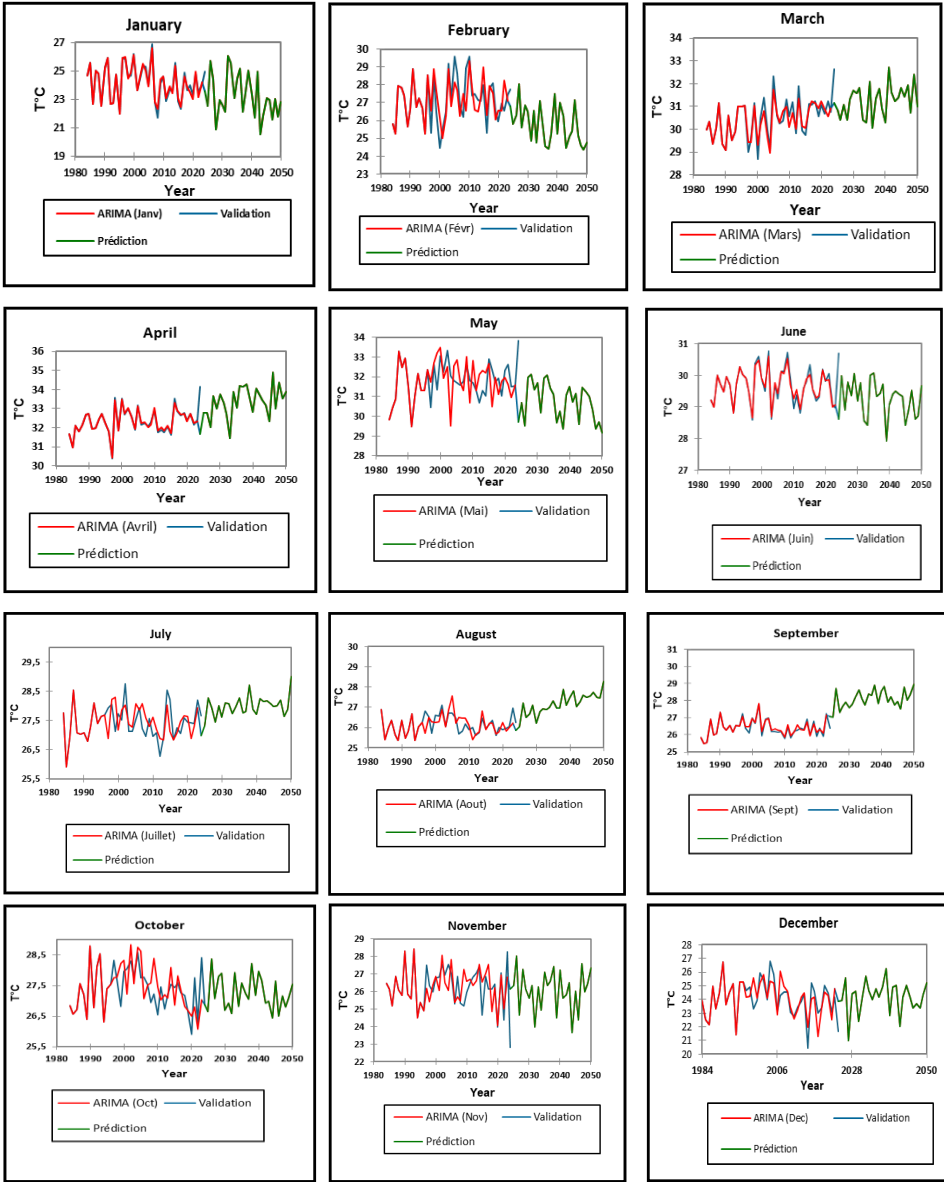 January
T°C
27
25
23
21
19
1980 1990 2000 2010 2020 2030 2040 2050
Year
ARIMA (Janv) Validation
Prédiction
February
T°C
30
29
28
27
26
25
24
23
1980 1990 2000 2010 2020 2030 2040 2050
Year
ARIMA (Févr) Validation
Prédiction
March
T°C
34
33
32
31
30
29
28
1980 1990 2000 2010 2020 2030 2040 2050
Year
ARIMA (Mars) Validation
Prédiction
April
T°C
36
35
34
33
32
31
30
1980 1990 2000 2010 2020 2030 2040 2050
Year
ARIMA (Avril) Validation
Prédiction
May
T°C
34
33
32
31
30
29
28
1980 1990 2000 2010 2020 2030 2040 2050
Year
ARIMA (Mai) Validation
Prédiction
June
T°C
31
30
29
28
27
1980 1990 2000 2010 2020 2030 2040 2050
Year
ARIMA (Juin) Validation
Prédiction
July
T°C
29,5
28,5
27,5
26,5
25,5
1980 1990 2000 2010 2020 2030 2040 2050
Year
ARIMA (Juillet) Validation
Prédiction
August
T°C
30
29
28
27
26
25
1980 1990 2000 2010 2020 2030 2040 2050
Year
ARIMA (Aout) Validation
Prédiction
September
T°C
31
30
29
28
27
26
25
1980 1990 2000 2010 2020 2030 2040 2050
Year
ARIMA (Sept) Validation
Prédiction
October
T°C
28,5
27,5
26,5
25,5
1980 1990 2000 2010 2020 2030 2040 2050
Year
ARIMA (Oct) Validation
Prédiction
November
T°C
29
28
27
26
25
24
23
22
1980 1990 2000 2010 2020 2030 2040 2050
Year
ARIMA (Nov) Validation
Prédiction
December
T°C
28
27
26
25
24
23
22
21
20
1984 2006 2028 2050
Year
ARIMA (Dec) Validation
Prédiction